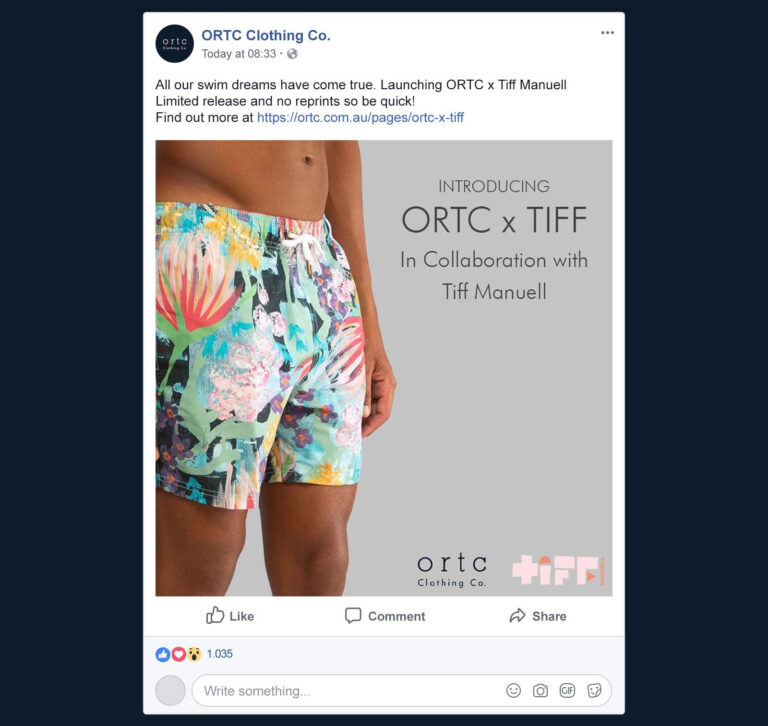 ortc
Clothing Co.
ORTC Clothing Co.
Today at 08:33 ·
All our swim dreams have come true. Launching ORTC x Tiff Manuell
Limited release and no reprints so be quick!
Find out more at https://ortc.com.au/pages/ortc-x-tiff
INTRODUCING
ORTC x TIFF
In Collaboration with
Tiff Manuell
ortc
Clothing Co.
tiff
MANUELL
Like
Comment
Share
1.035
Write something...
GIF